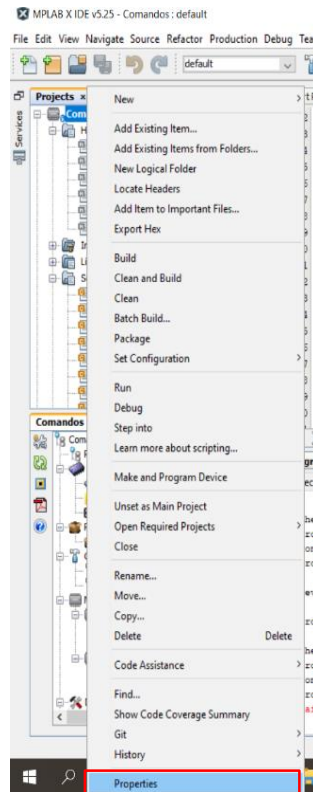 MPLAB X IDE v5.25 - Comandos : default
File Edit View Navigate Source Refactor Production Debug Tea
default
Projects
Services
Com
New
Add Existing Item...
Add Existing Items from Folders...
New Logical Folder
Locate Headers
Add Item to Important Files...
Export Hex
Build
Clean and Build
Clean
Batch Build...
Package
Set Configuration
Run
Debug
Step into
Learn more about scripting...
Make and Program Device
Unset as Main Project
Open Required Projects
Close
Rename...
Move...
Copy...
Delete Delete
Code Assistance
Find...
Show Code Coverage Summary
Git
History
Properties
Comandos
Com